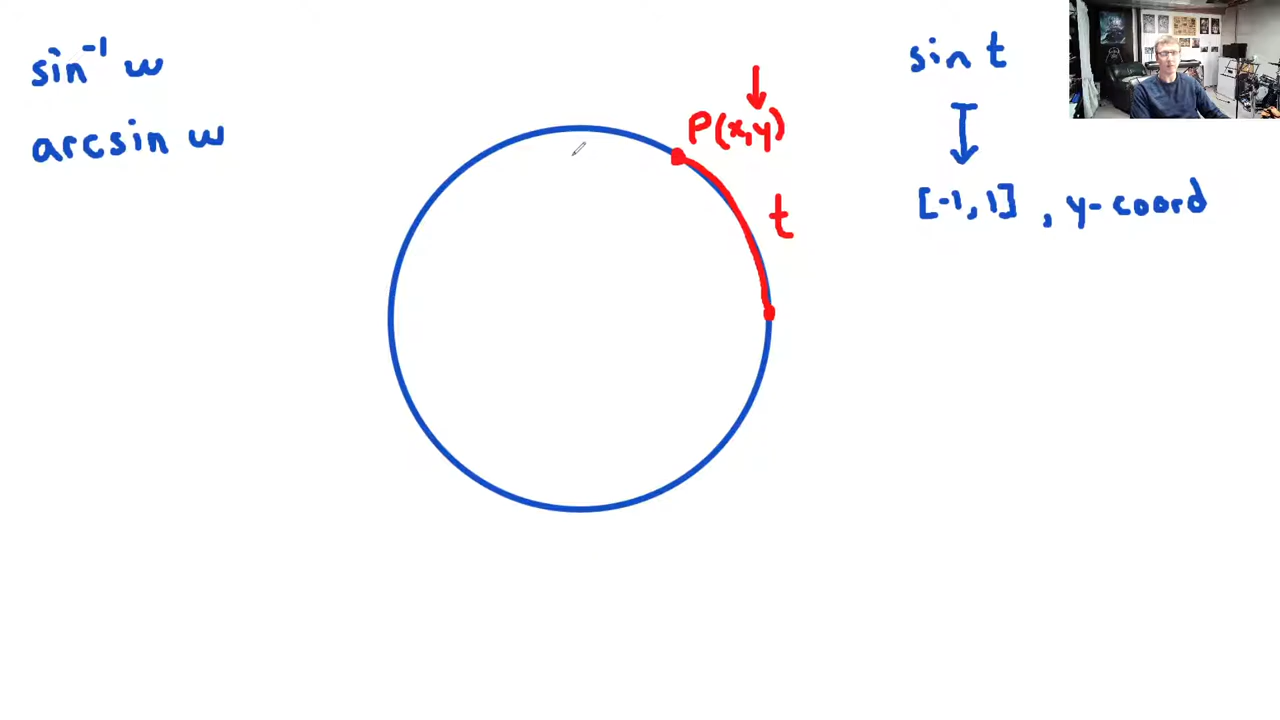 sin⁻¹ w
arcsin w
P(x,y)
t
sin t
[-1, 1] , y-coord